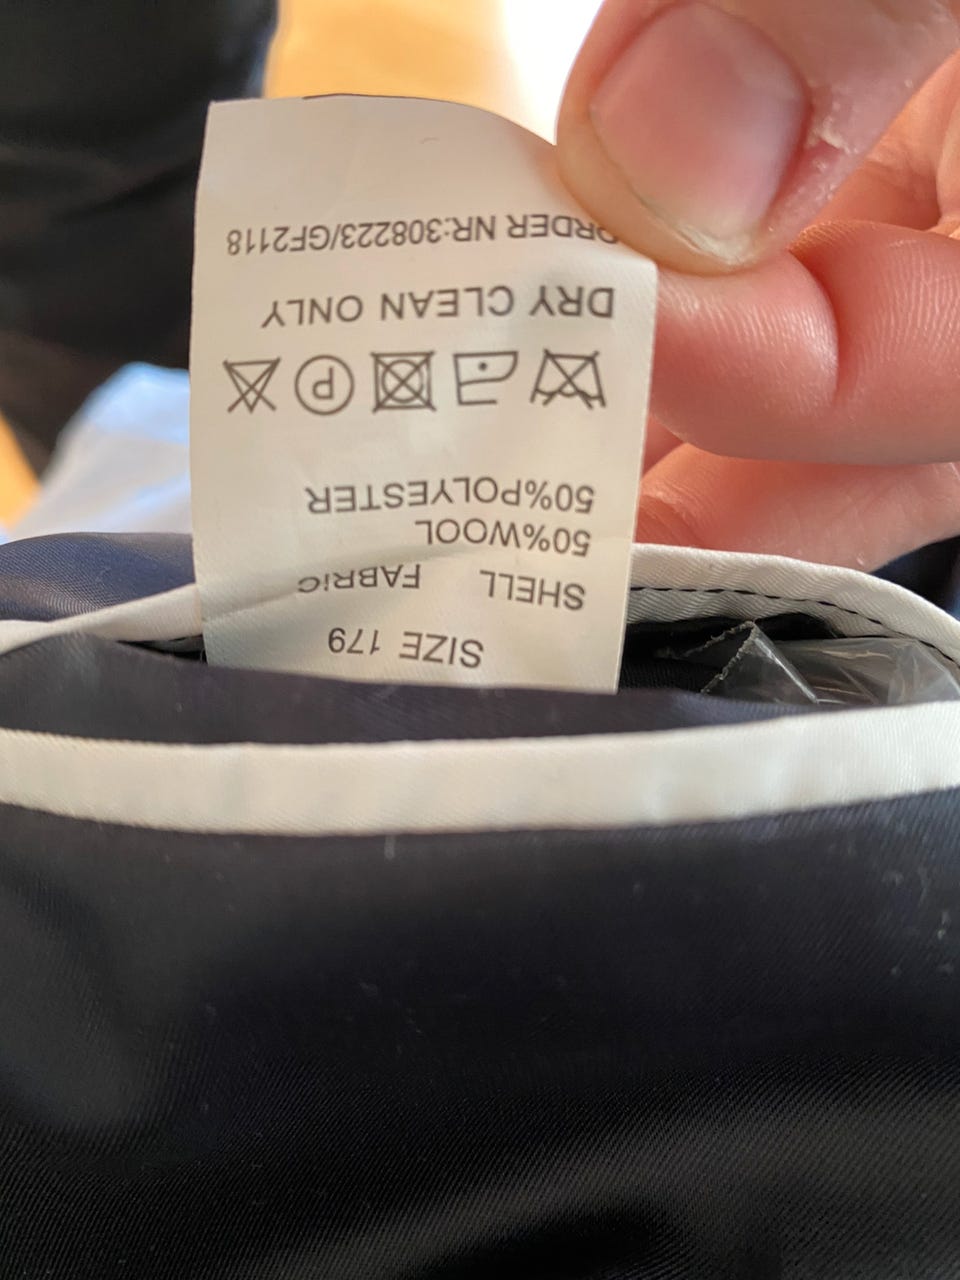 SIZE 179
SHELL FABRiC
50%WOOL
50%POLYESTER
P
DRY CLEAN ONLY
ORDER NR:308223/GF2118